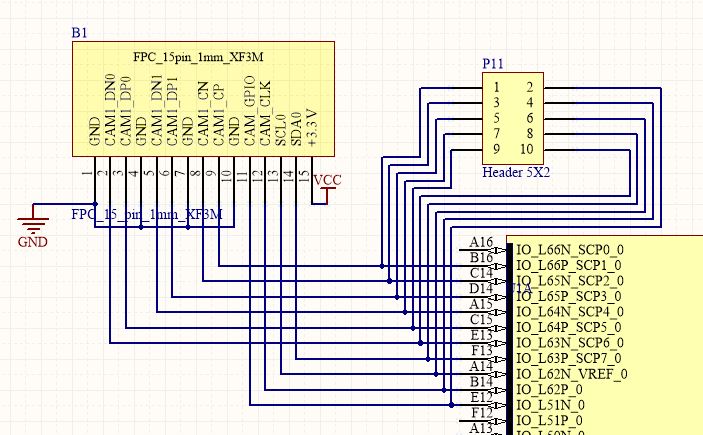 B1
FPC_15pin_1mm_XF3M
GND
CAM1_DN0
CAM1_DP0
GND
CAM1_DN1
CAM1_DP1
GND
CAM1_CN
CAM1_CP
GND
CAM_GPIO
CAM_CLK
SCL0
SDA0
+3.3V
1 2 3 4 5 6 7 8 9 10 11 12 13 14 15
VCC
FPC_15_pin_1mm_XF3M
GND
P11
1 2
3 4
5 6
7 8
9 10
Header 5X2
A16 IO_L66N_SCP0_0
B16 IO_L66P_SCP1_0
C14 IO_L65N_SCP2_0
D14 IO_L65P_SCP3_0
A15 IO_L64N_SCP4_0
C15 IO_L64P_SCP5_0
E13 IO_L63N_SCP6_0
F13 IO_L63P_SCP7_0
A14 IO_L62N_VREF_0
B14 IO_L62P_0
E12 IO_L51N_0
F12 IO_L51P_0
A13